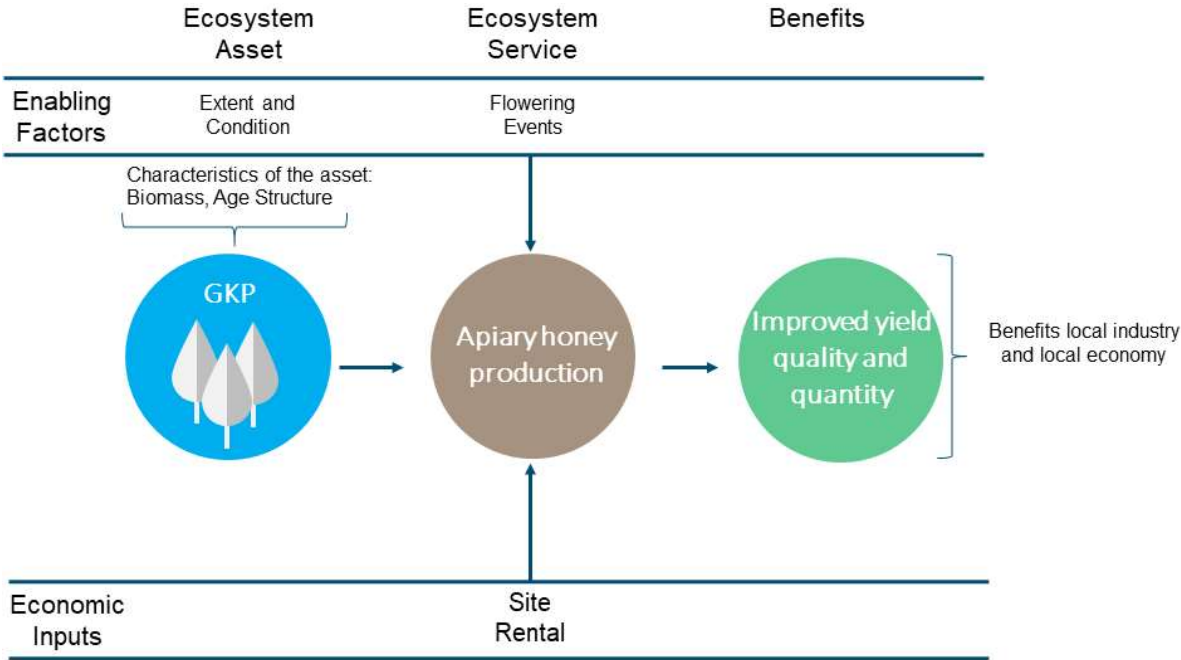 Ecosystem
Asset
Ecosystem
Service
Benefits
Enabling
Factors
Extent and
Condition
Flowering
Events
Characteristics of the asset:
Biomass, Age Structure
GKP
Apiary honey
production
Improved yield
quality and
quantity
Benefits local industry
and local economy
Economic
Inputs
Site
Rental